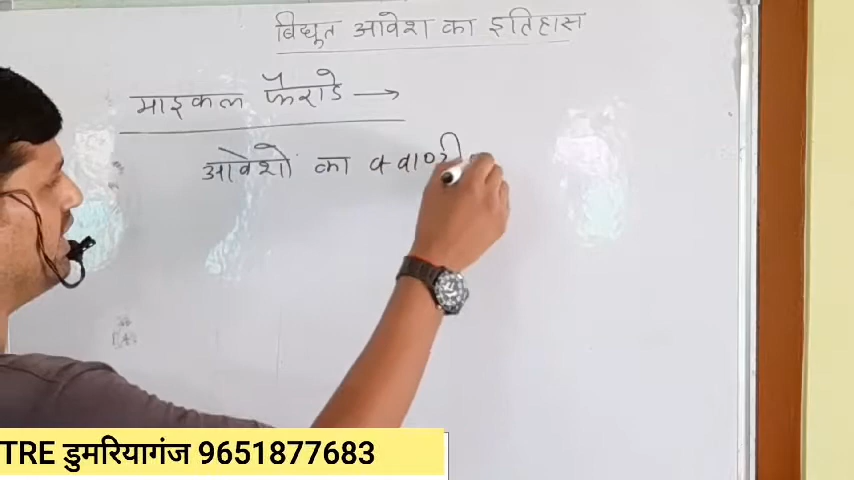 विधुत आवेश का इतिहास
माइकल फैराडे →
आवेशों का क्वाण्टी
TRE डुमरियागंज 9651877683